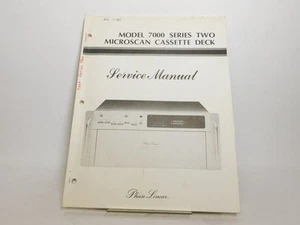 MODEL 7000 SERIES TWO
MICROSCAN CASSETTE DECK
Service Manual
Phase Linear